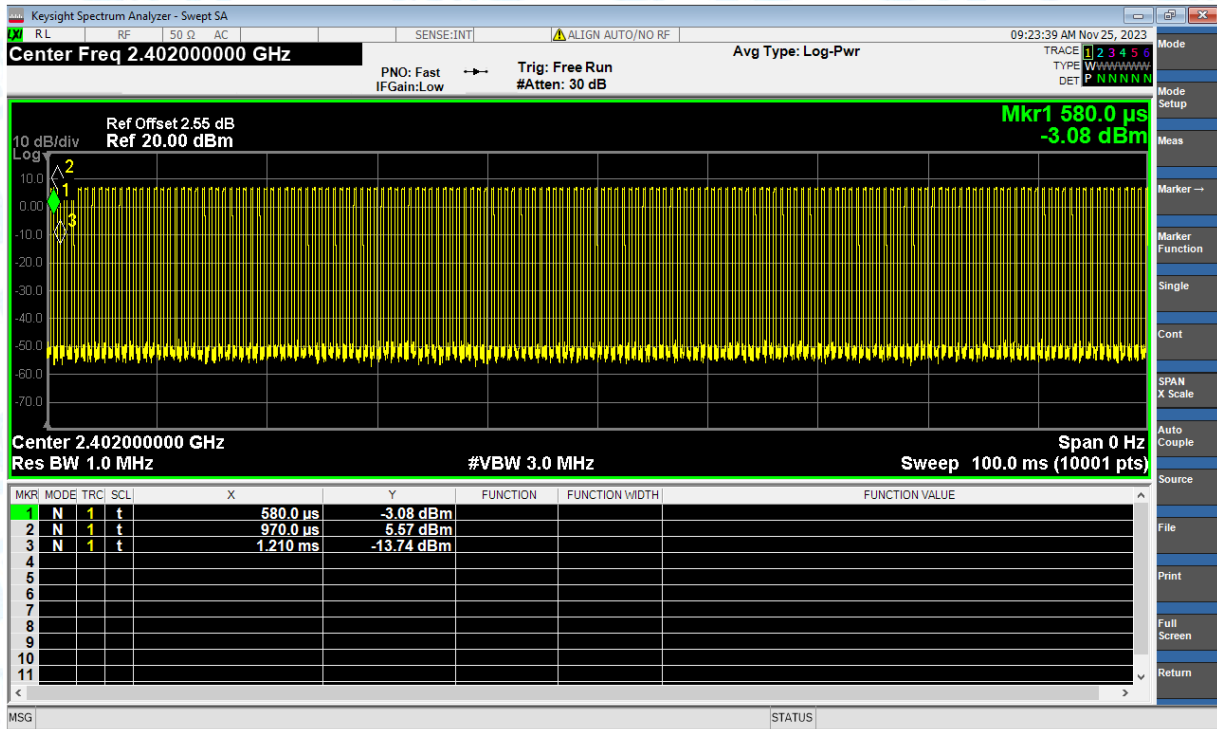 Keysight Spectrum Analyzer - Swept SA
LXI RL RF 50 Ω AC SENSE:INT ALIGN AUTO/NO RF 09:23:39 AM Nov 25, 2023
Center Freq 2.402000000 GHz Avg Type: Log-Pwr TRACE 1 2 3 4 5 6
PNO: Fast Trig: Free Run TYPE WWWWWW
IFGain:Low #Atten: 30 dB DET P N N N N N
Mkr1 580.0 µs
Ref Offset 2.55 dB
10 dB/div Ref 20.00 dBm -3.08 dBm
Log
2
10.0
1
0.00
3
-10.0
-20.0
-30.0
-40.0
-50.0
-60.0
-70.0
Center 2.402000000 GHz Span 0 Hz
Res BW 1.0 MHz #VBW 3.0 MHz Sweep 100.0 ms (10001 pts)
MKR MODE TRC SCL X Y FUNCTION FUNCTION WIDTH FUNCTION VALUE
1 N 1 t 580.0 µs -3.08 dBm
2 N 1 t 970.0 µs 5.57 dBm
3 N 1 t 1.210 ms -13.74 dBm
4
5
6
7
8
9
10
11
MSG STATUS
Mode
Mode
Setup
Meas
Marker→
Marker
Function
Single
Cont
SPAN
X Scale
Auto
Couple
Source
File
Print
Full
Screen
Return